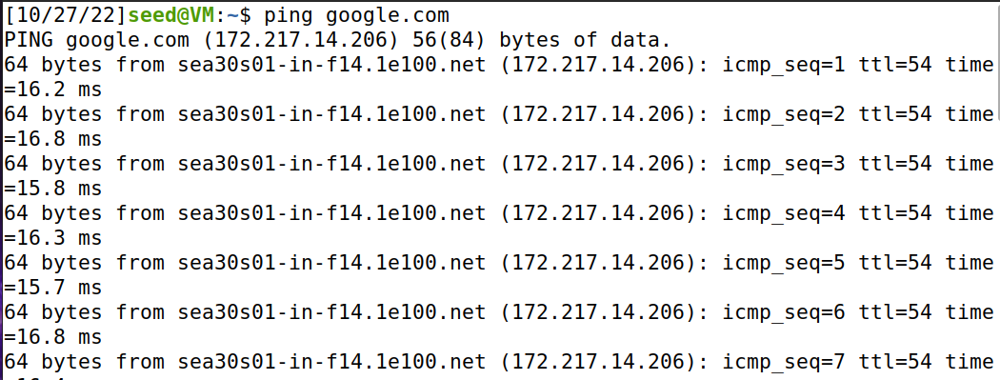 [10/27/22]seed@VM:~$ ping google.com
PING google.com (172.217.14.206) 56(84) bytes of data.
64 bytes from sea30s01-in-f14.1e100.net (172.217.14.206): icmp_seq=1 ttl=54 time
=16.2 ms
64 bytes from sea30s01-in-f14.1e100.net (172.217.14.206): icmp_seq=2 ttl=54 time
=16.8 ms
64 bytes from sea30s01-in-f14.1e100.net (172.217.14.206): icmp_seq=3 ttl=54 time
=15.8 ms
64 bytes from sea30s01-in-f14.1e100.net (172.217.14.206): icmp_seq=4 ttl=54 time
=16.3 ms
64 bytes from sea30s01-in-f14.1e100.net (172.217.14.206): icmp_seq=5 ttl=54 time
=15.7 ms
64 bytes from sea30s01-in-f14.1e100.net (172.217.14.206): icmp_seq=6 ttl=54 time
=16.8 ms
64 bytes from sea30s01-in-f14.1e100.net (172.217.14.206): icmp_seq=7 ttl=54 time